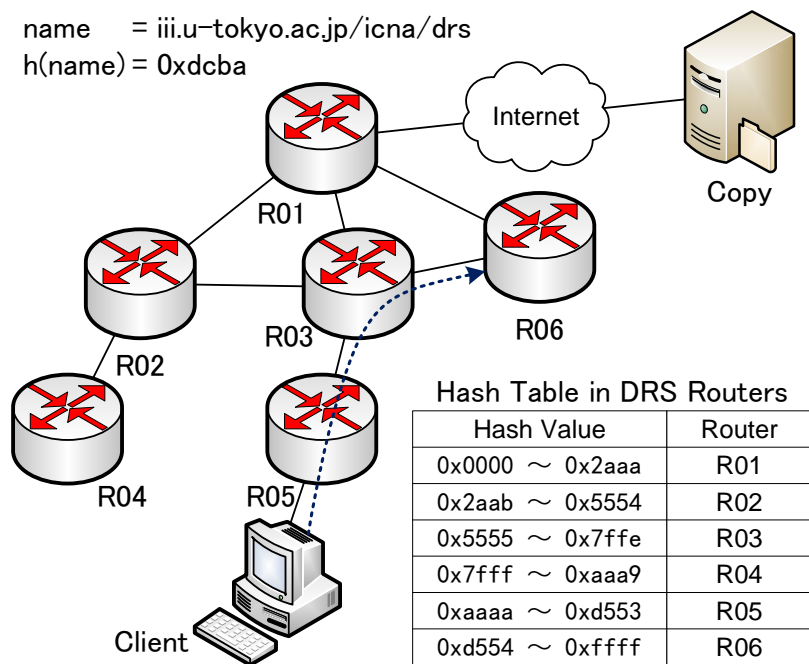 name = iii.u-tokyo.ac.jp/icna/drs
h(name) = 0xdcba
Internet
Copy
R01
R02
R03
R06
R04
R05
Client
Hash Table in DRS Routers
Hash Value Router
0x0000 ～ 0x2aaa R01
0x2aab ～ 0x5554 R02
0x5555 ～ 0x7ffe R03
0x7fff ～ 0xaaa9 R04
0xaaaa ～ 0xd553 R05
0xd554 ～ 0xffff R06